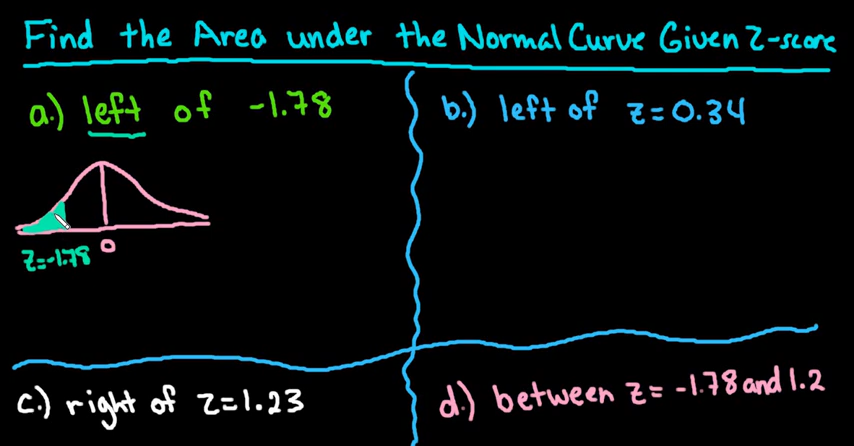 Find the Area under the Normal Curve Given Z-score
a.) left of -1.78
b.) left of z=0.34
0
z=-1.78
c.) right of z=1.23
d.) between z= -1.78 and 1.2